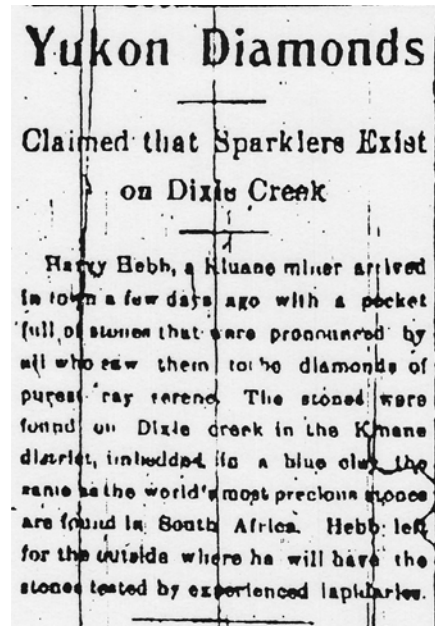 Yukon Diamonds
Claimed that Sparklers Exist
on Dixie Creek
Harry Hebb, a Kluane miner arrived
in town a few days ago with a pocket
full of stones that were pronounced by
all who saw them to be diamonds of
purest ray serene. The stones were
found on Dixie creek in the Kluane
district, imbedded in a blue clay the
same as the world's most precious stones
are found in South Africa. Hebb left
for the outside where he will have the
stones tested by experienced lapidaries.